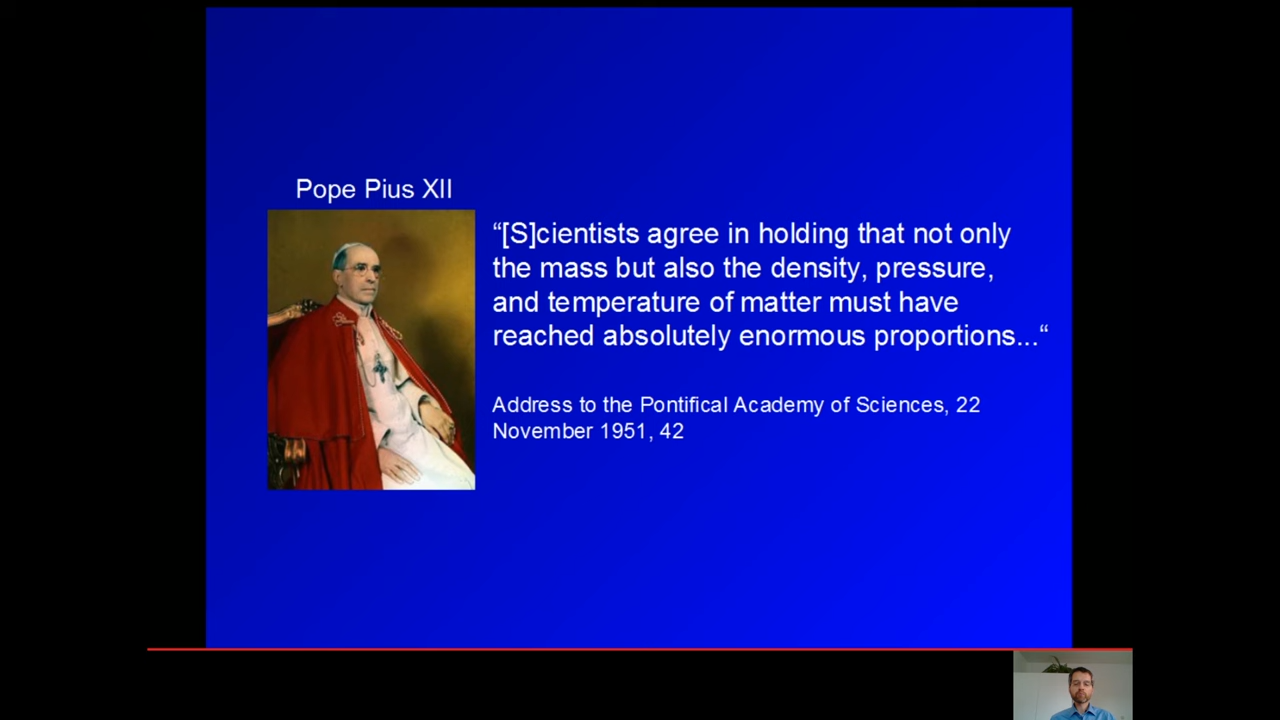 Pope Pius XII
“[S]cientists agree in holding that not only
the mass but also the density, pressure,
and temperature of matter must have
reached absolutely enormous proportions...“
Address to the Pontifical Academy of Sciences, 22
November 1951, 42